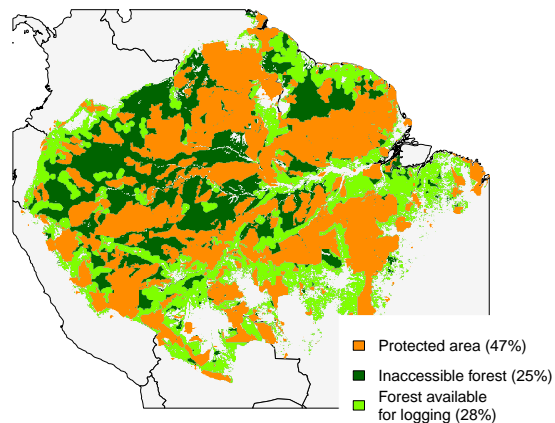 Protected area (47%)
Inaccessible forest (25%)
Forest available
for logging (28%)